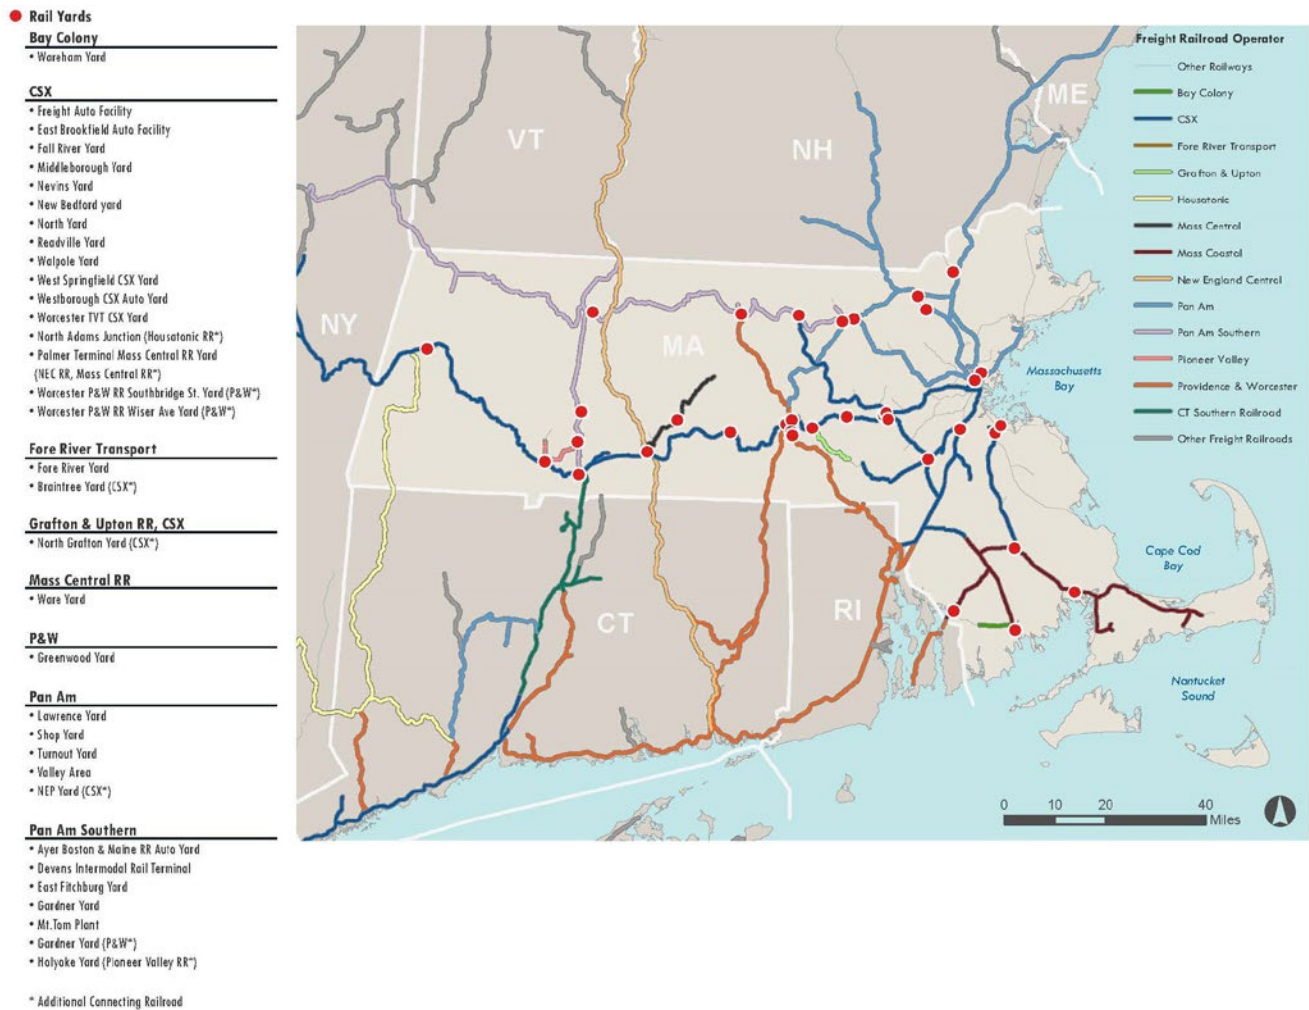 Rail Yards
Bay Colony
• Wareham Yard
CSX
• Freight Auto Facility
• East Brookfield Auto Facility
• Fall River Yard
• Middleborough Yard
• Nevins Yard
• New Bedford yard
• North Yard
• Readville Yard
• Walpole Yard
• West Springfield CSX Yard
• Westborough CSX Auto Yard
• Worcester TVT CSX Yard
• North Adams Junction (Housatonic RR*)
• Palmer Terminal Mass Central RR Yard
(NEC RR, Mass Central RR*)
• Worcester P&W RR Southbridge St. Yard (P&W*)
• Worcester P&W RR Wiser Ave Yard (P&W*)
Fore River Transport
• Fore River Yard
• Braintree Yard (CSX*)
Grafton & Upton RR, CSX
• North Grafton Yard (CSX*)
Mass Central RR
• Ware Yard
P&W
• Greenwood Yard
Pan Am
• Lawrence Yard
• Shop Yard
• Turnout Yard
• Valley Area
• NEP Yard (CSX*)
Pan Am Southern
• Ayer Boston & Maine RR Auto Yard
• Devens Intermodal Rail Terminal
• East Fitchburg Yard
• Gardner Yard
• Mt.Tom Plant
• Gardner Yard (P&W*)
• Holyoke Yard (Pioneer Valley RR*)
* Additional Connecting Railroad
VT
NH
ME
NY
MA
CT
RI
Massachusetts
Bay
Cape Cod
Bay
Nantucket
Sound
Freight Railroad Operator
Other Railways
Bay Colony
CSX
Fore River Transport
Grafton & Upton
Housatonic
Mass Central
Mass Coastal
New England Central
Pan Am
Pan Am Southern
Pioneer Valley
Providence & Worcester
CT Southern Railroad
Other Freight Railroads
0 10 20 40
Miles